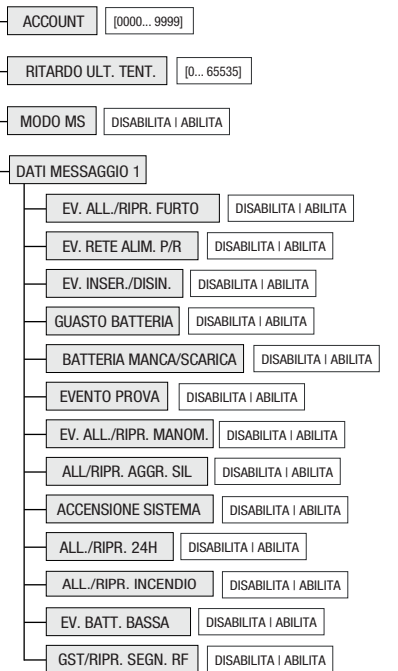 ACCOUNT [0000... 9999]
RITARDO ULT. TENT. [0... 65535]
MODO MS DISABILITA | ABILITA
DATI MESSAGGIO 1
EV. ALL./RIPR. FURTO DISABILITA | ABILITA
EV. RETE ALIM. P/R DISABILITA | ABILITA
EV. INSER./DISIN. DISABILITA | ABILITA
GUASTO BATTERIA DISABILITA | ABILITA
BATTERIA MANCA/SCARICA DISABILITA | ABILITA
EVENTO PROVA DISABILITA | ABILITA
EV. ALL./RIPR. MANOM. DISABILITA | ABILITA
ALL/RIPR. AGGR. SIL DISABILITA | ABILITA
ACCENSIONE SISTEMA DISABILITA | ABILITA
ALL./RIPR. 24H DISABILITA | ABILITA
ALL./RIPR. INCENDIO DISABILITA | ABILITA
EV. BATT. BASSA DISABILITA | ABILITA
GST/RIPR. SEGN. RF DISABILITA | ABILITA